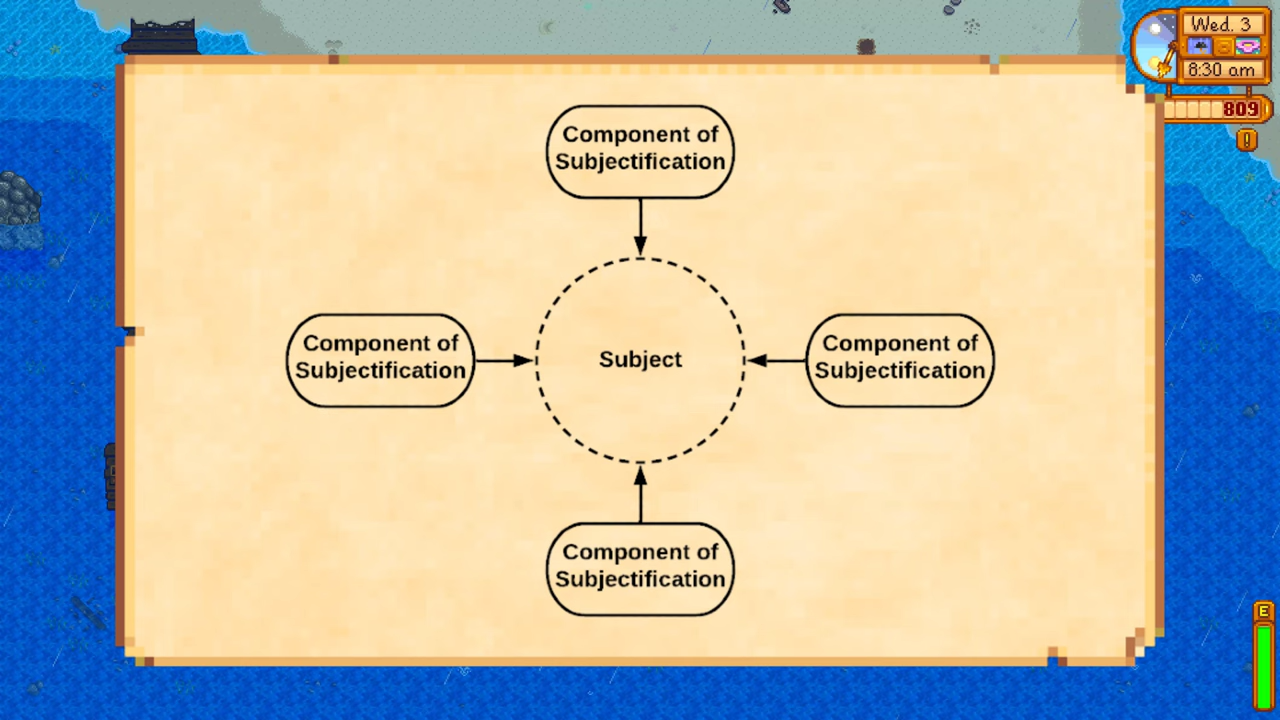 Wed. 3
8:30 am
809
Component of
Subjectification
Component of
Subjectification
Subject
Component of
Subjectification
Component of
Subjectification
E